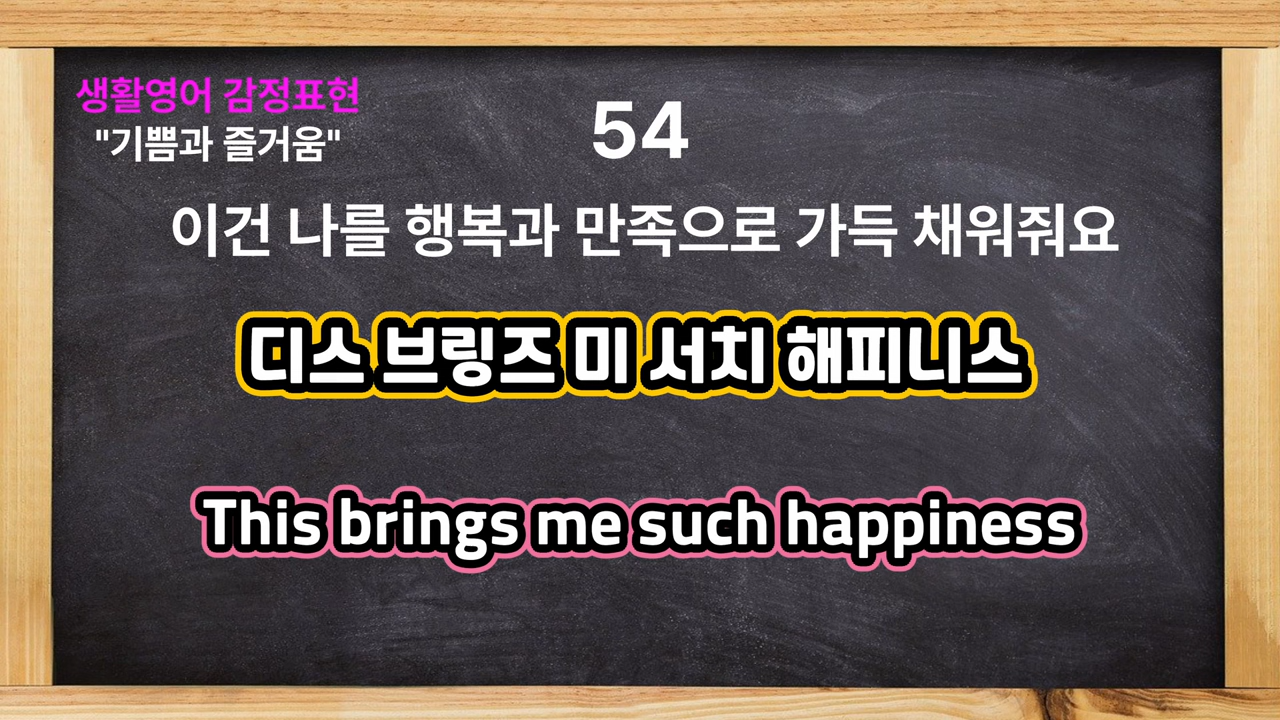 생활영어 감정표현
"기쁨과 즐거움"
54
이건 나를 행복과 만족으로 가득 채워줘요
디스 브링즈 미 서치 해피니스
This brings me such happiness